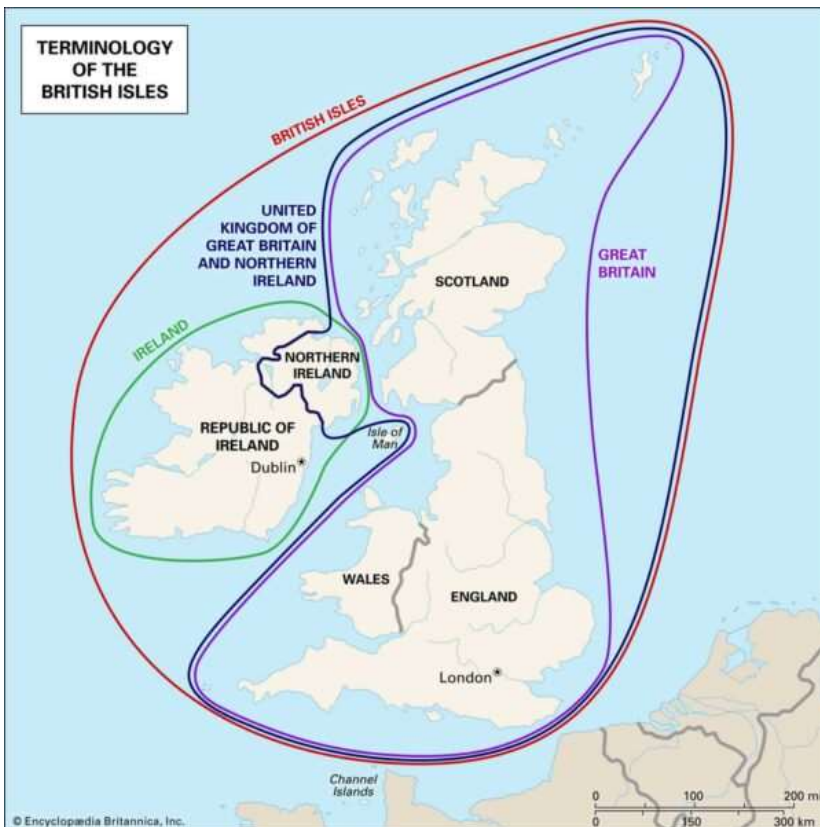 TERMINOLOGY
OF THE
BRITISH ISLES
BRITISH ISLES
UNITED
KINGDOM OF
GREAT BRITAIN
AND NORTHERN
IRELAND
GREAT
BRITAIN
SCOTLAND
IRELAND
NORTHERN
IRELAND
REPUBLIC OF
IRELAND
Dublin
Isle of
Man
WALES
ENGLAND
London
Channel
Islands
0 100 200 mi
0 150 300 km
© Encyclopædia Britannica, Inc.